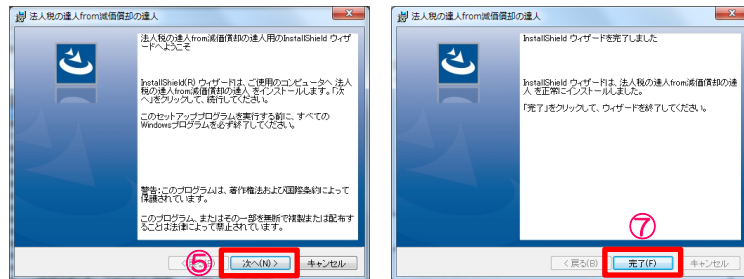 法人税の達人from減価償却の達人
法人税の達人from減価償却の達人用のInstallShield ウィザ
ードへようこそ
InstallShield(R) ウィザードは、ご使用のコンピュータへ 法人
税の達人from減価償却の達人 をインストールします。「次
へ」をクリックして、続行してください。
このセットアッププログラムを実行する前に、すべての
Windowsプログラムを必ず終了してください。
警告:このプログラムは、著作権法および国際条約によって
保護されています。
このプログラム、またはその一部を無断で複製または配布す
ることは法律によって禁止されています。
⑤
次へ(N) >
キャンセル
法人税の達人from減価償却の達人
InstallShield ウィザードを完了しました
InstallShield ウィザードは、法人税の達人from減価償却の達
人 を正常にインストールしました。
「完了」をクリックして、ウィザードを終了してください。
⑦
< 戻る(B)
完了(F)
キャンセル